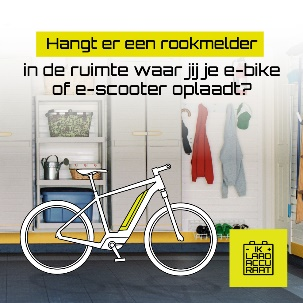 Hangt er een rookmelder
in de ruimte waar jij je e-bike
of e-scooter oplaadt?
- IK +
LAAD
ACCU
RAAT